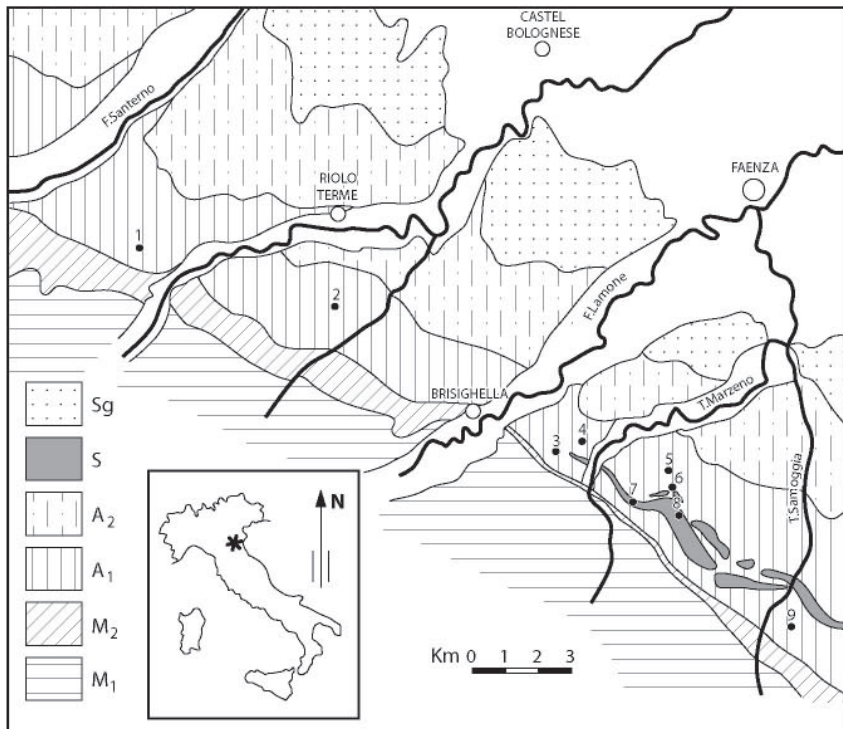 CASTEL
BOLOGNESE
F.Santerno
FAENZA
RIOLO
TERME
1
2
F.Lamone
BRISIGHELLA
T.Marzeno
3
4
5
6
7
8
T.Samoggia
9
Sg
S
A2
A1
M2
M1
N
Km 0 1 2 3